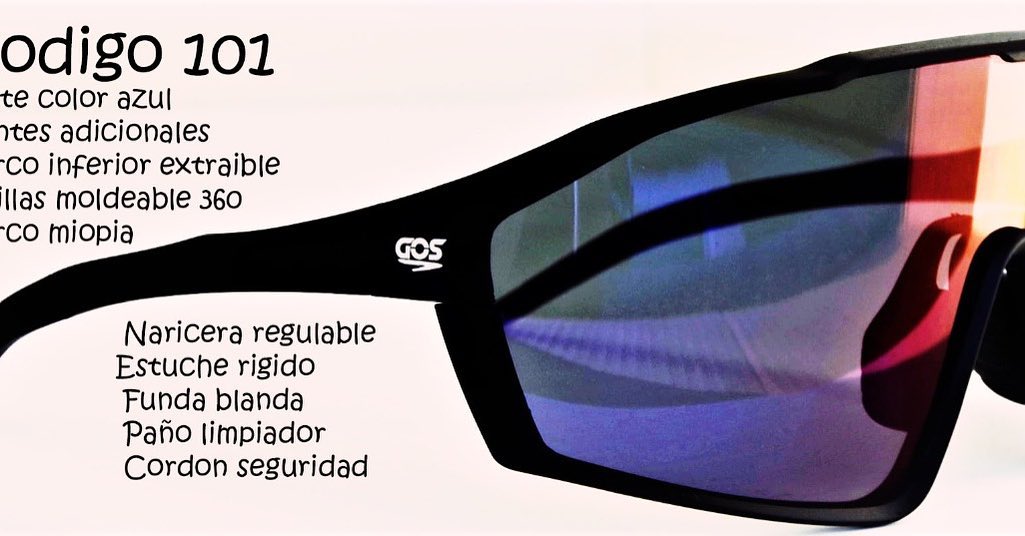 odigo 101
te color azul
ntes adicionales
rco inferior extraible
illas moldeable 360
rco miopia
GOS
Naricera regulable
Estuche rigido
Funda blanda
Paño limpiador
Cordon seguridad